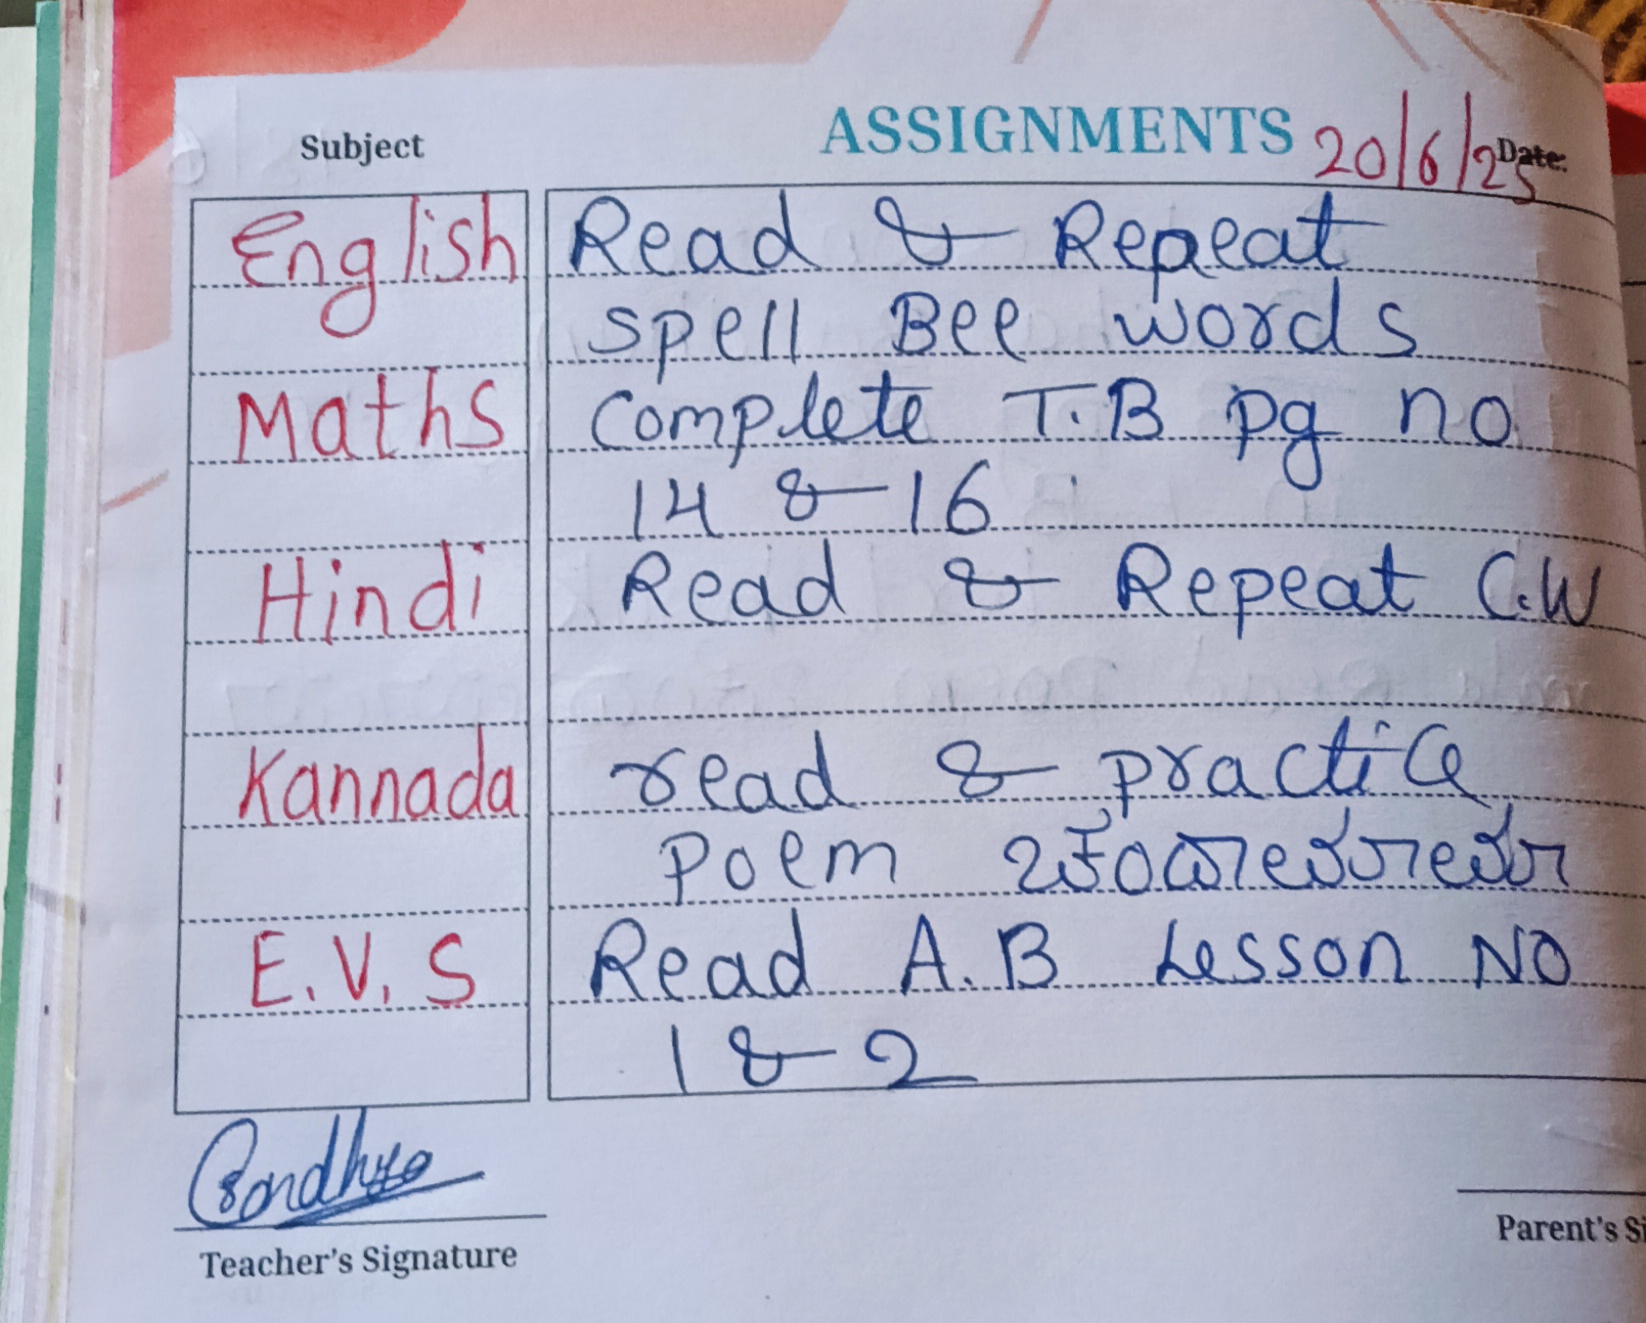 Subject ASSIGNMENTS 20/6/25 Date:
English Read & Repeat
spell Bee words
Maths Complete T.B pg no
14 & 16
Hindi Read & Repeat C.W
Kannada read & practice
Poem
E.V.S Read A.B Lesson NO
1 & 2
Teacher's Signature Parent's